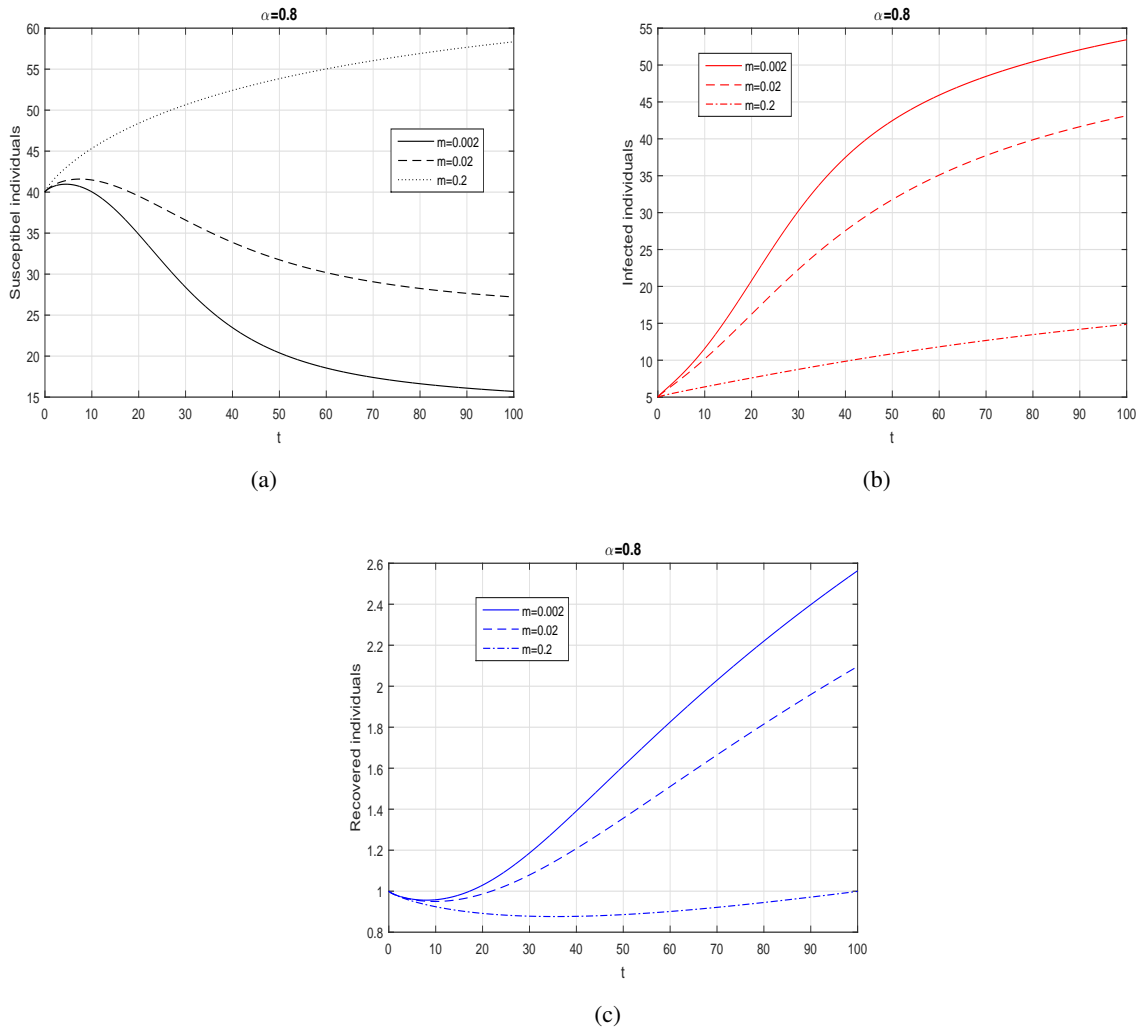 α=0.8
60
55
50
45
40
35
30
25
20
15
Susceptibel individuals
m=0.002
m=0.02
m=0.2
0 10 20 30 40 50 60 70 80 90 100
t
(a)
α=0.8
55
50
45
40
35
30
25
20
15
10
5
Infected individuals
m=0.002
m=0.02
m=0.2
0 10 20 30 40 50 60 70 80 90 100
t
(b)
α=0.8
2.6
2.4
2.2
2
1.8
1.6
1.4
1.2
1
0.8
Recovered individuals
m=0.002
m=0.02
m=0.2
0 10 20 30 40 50 60 70 80 90 100
t
(c)